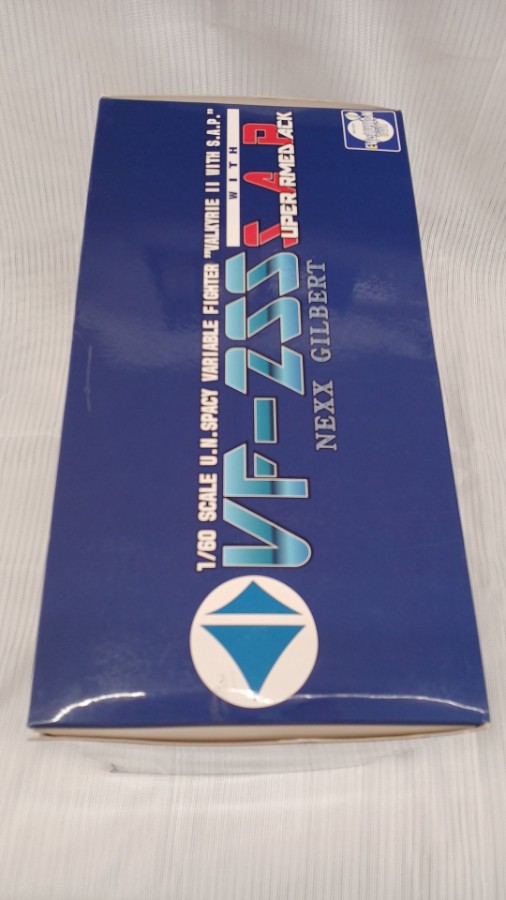 1/60 SCALE U.N.SPACY VARIABLE FIGHTER "VALKYRIE II WITH S.A.P."
VF-2SS WITH S.A.P
SUPER ARMED PACK
NEXX GILBERT